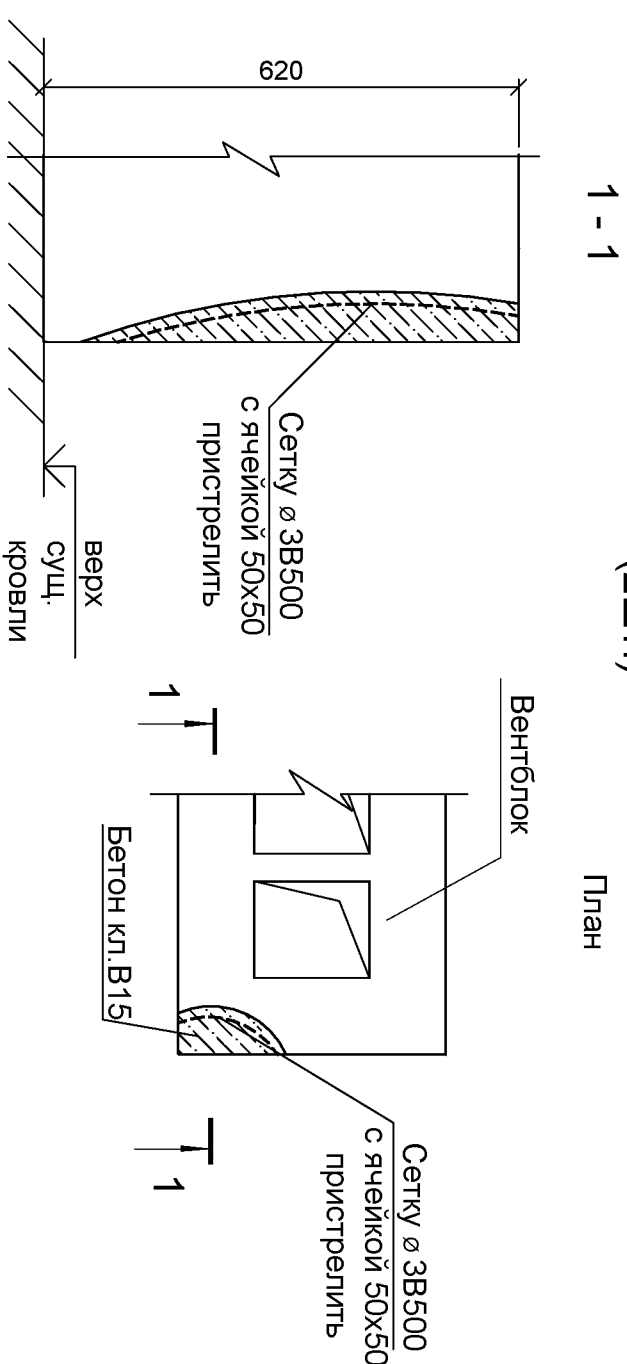 1 - 1
620
Сетку ø 3В500
с ячейкой 50х50
пристрелить
верх
сущ.
кровли
План
Вентблок
1
1
Бетон кл.В15
Сетку ø 3В500
с ячейкой 50х50
пристрелить